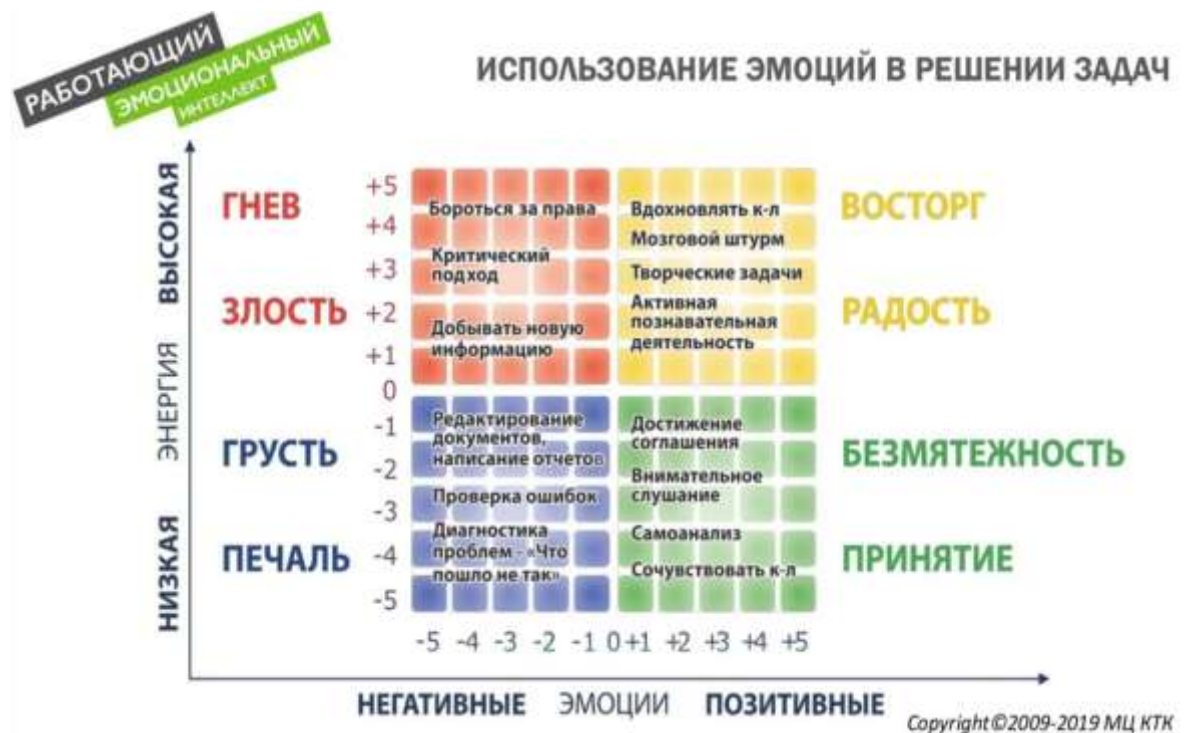 РАБОТАЮЩИЙ
ЭМОЦИОНАЛЬНЫЙ
ИНТЕЛЛЕКТ
ИСПОЛЬЗОВАНИЕ ЭМОЦИЙ В РЕШЕНИИ ЗАДАЧ
ВЫСОКАЯ
ЭНЕРГИЯ
НИЗКАЯ
ГНЕВ
ЗЛОСТЬ
ГРУСТЬ
ПЕЧАЛЬ
+5
+4
+3
+2
+1
0
-1
-2
-3
-4
-5
Бороться за права
Критический
подход
Добывать новую
информацию
Вдохновлять к-л
Мозговой штурм
Творческие задачи
Активная
познавательная
деятельность
Редактирование
документов,
написание отчетов
Проверка ошибок
Диагностика
проблем - «Что
пошло не так»
Достижение
соглашения
Внимательное
слушание
Самоанализ
Сочувствовать к-л
ВОСТОРГ
РАДОСТЬ
БЕЗМЯТЕЖНОСТЬ
ПРИНЯТИЕ
-5 -4 -3 -2 -1 0 +1 +2 +3 +4 +5
НЕГАТИВНЫЕ ЭМОЦИИ ПОЗИТИВНЫЕ
Copyright©2009-2019 МЦ КТК